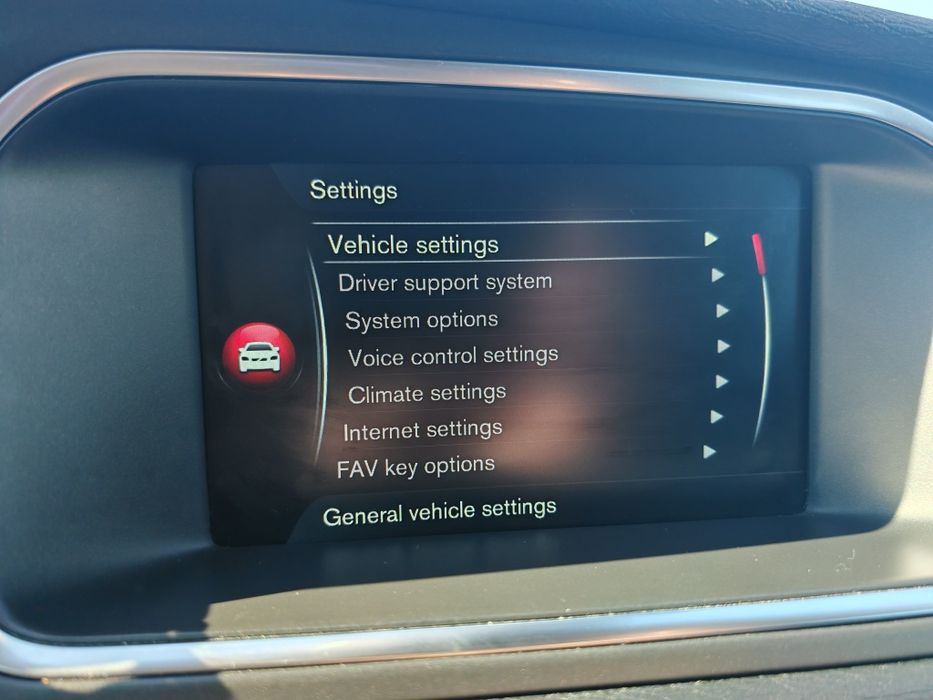 Settings
Vehicle settings
Driver support system
System options
Voice control settings
Climate settings
Internet settings
FAV key options
General vehicle settings